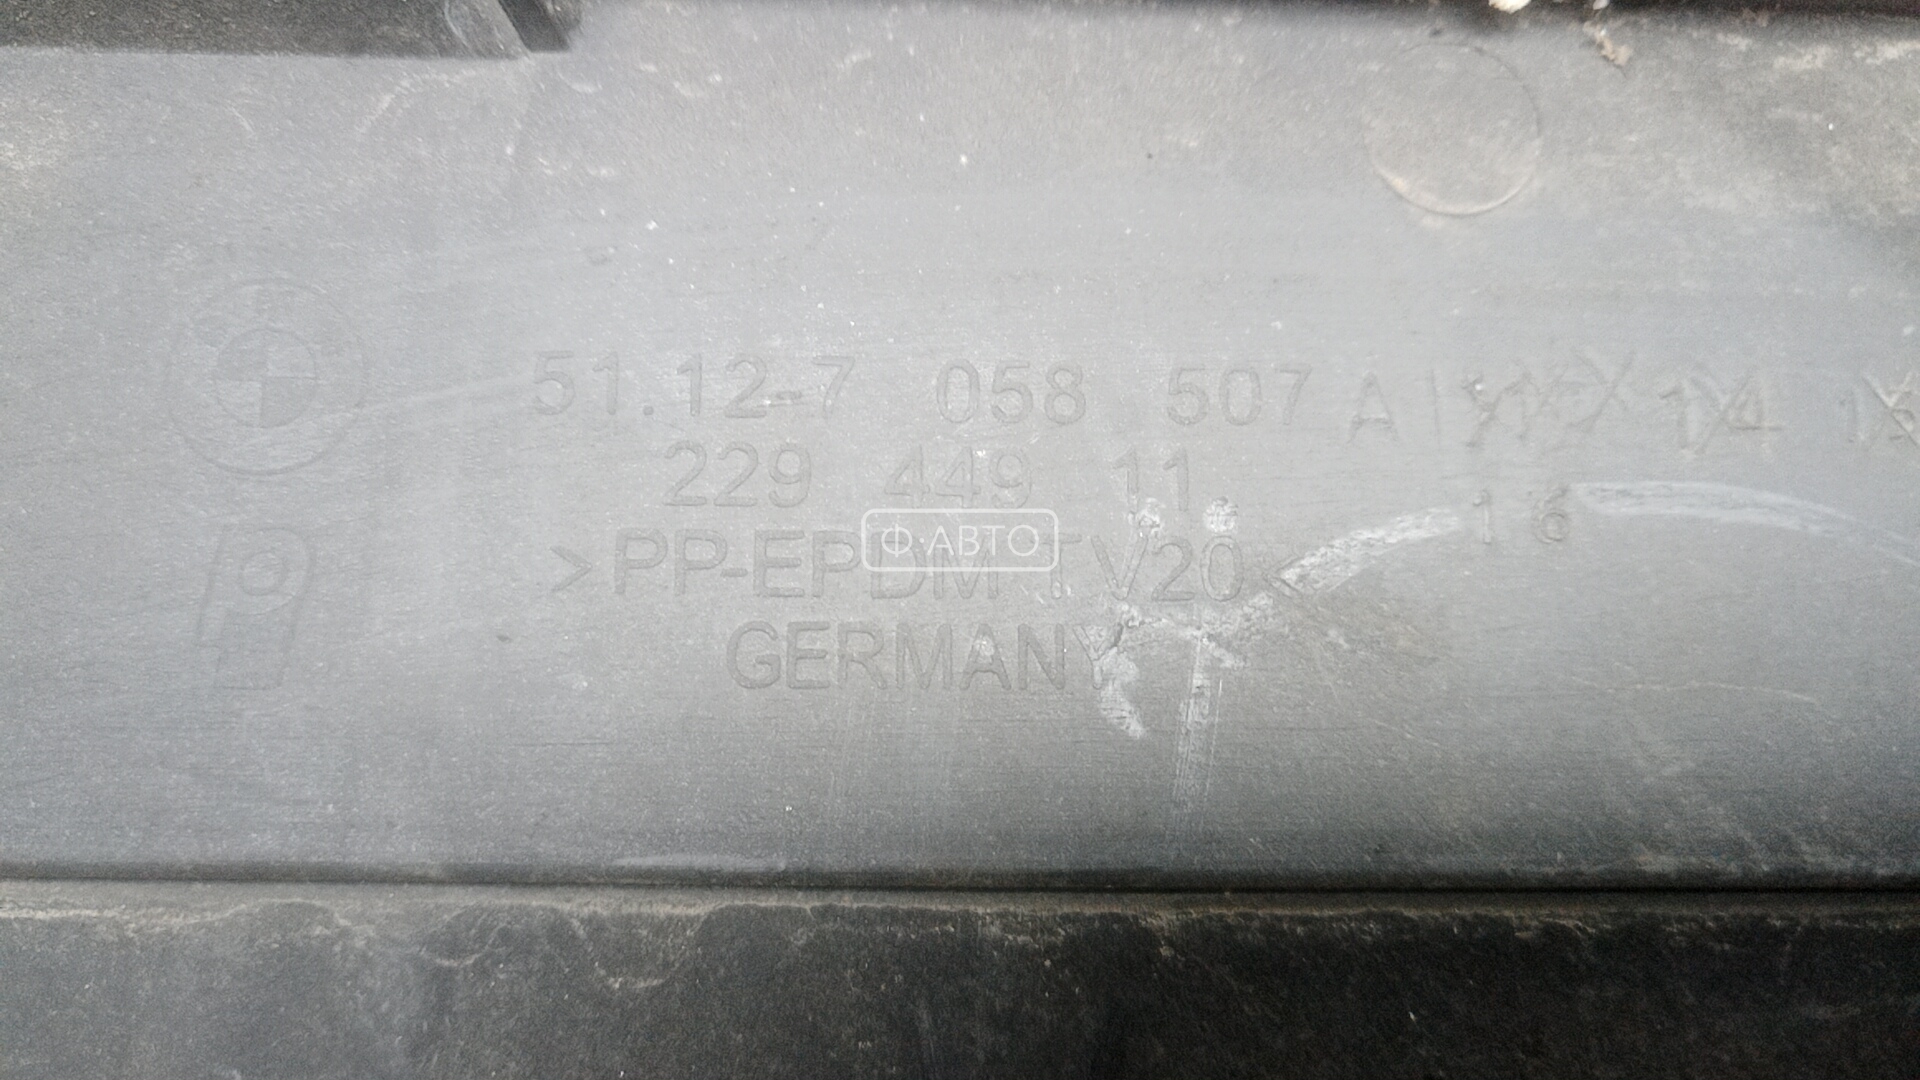 51.12-7 058 507 AI
229 449 11
16
>PP-EPDM TV20<
GERMANY
Ф·АВТО